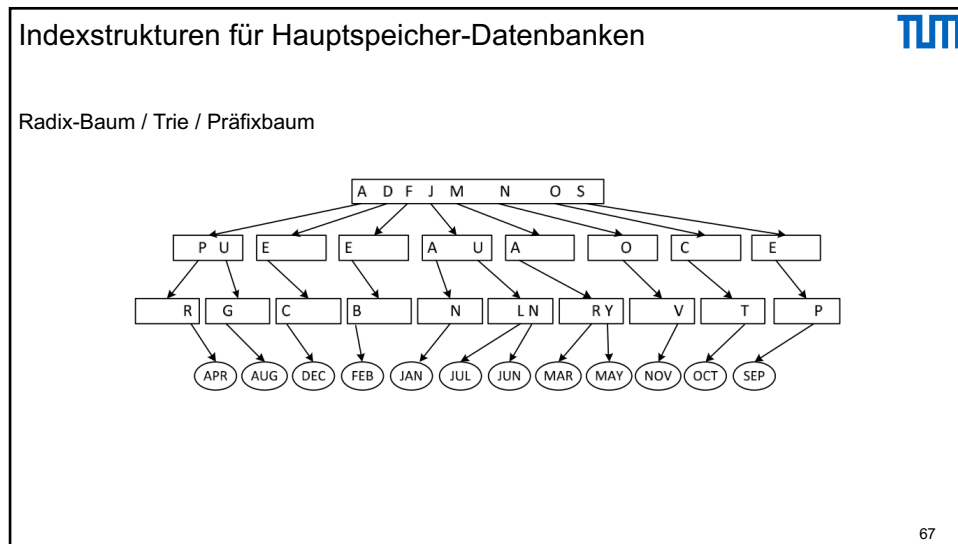 Indexstrukturen für Hauptspeicher-Datenbanken
TUM
Radix-Baum / Trie / Präfixbaum
A D F J M N O S
P U E E A U A O C E
R G C B N L N R Y V T P
APR AUG DEC FEB JAN JUL JUN MAR MAY NOV OCT SEP
67